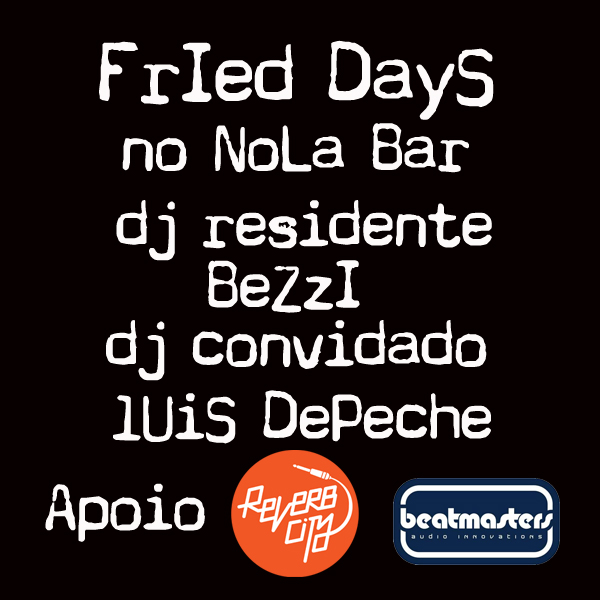 FrIed DayS
no NoLa Bar
dj residente
BeZzI
dj convidado
lUiS DePeche
Apoio
ReVERB
CITY
beatmasters
audio innovations